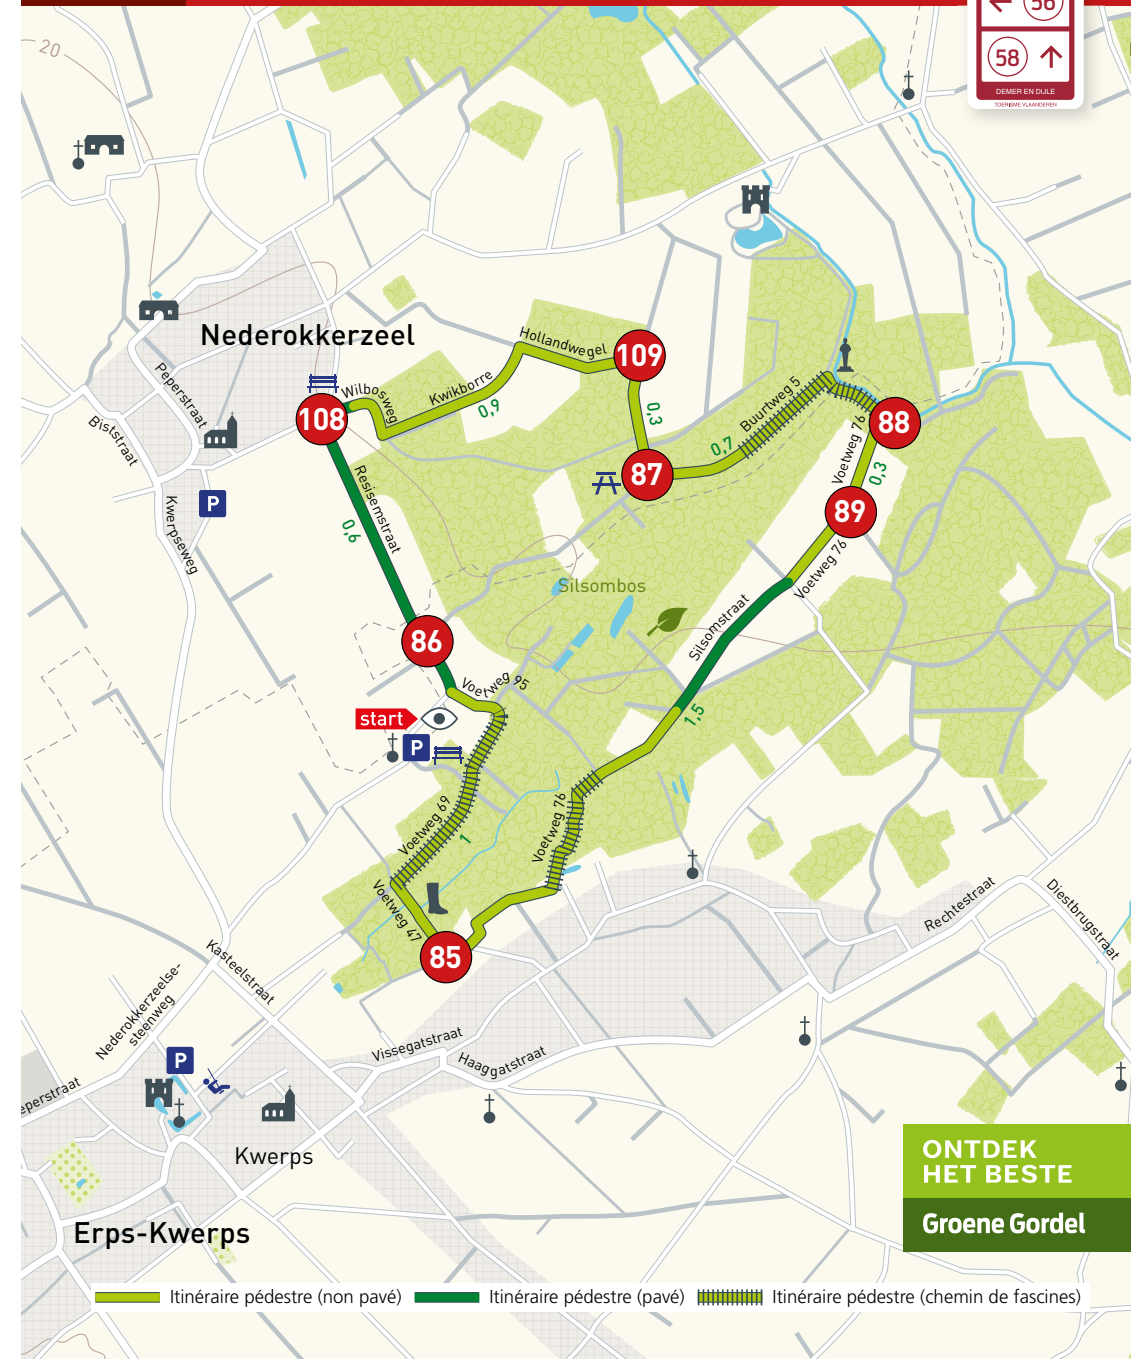 56
58
DEMER EN DIJLE
TOERISME VLAANDEREN
20
Nederokkerzeel
Hollandwegel
109
Wilbosweg
Kwikborre
0,9
0,3
108
Peperstraat
Biststraat
Buurtweg 5
0,7
88
Voetweg 76
0,3
87
P
Resisemstraat
0,6
Kwerpseweg
89
Voetweg 76
Silsombos
Silsomstraat
86
Voetweg 95
start
P
1,5
Voetweg 69
1
Voetweg 76
Voetweg 47
85
Rechtestraat
Diestbrugstraat
Kasteelstraat
Nederokkerzeelse-
steenweg
Vissegatstraat
Haaggatstraat
P
eperstraat
Kwerps
Erps-Kwerps
ONTDEK
HET BESTE
Groene Gordel
Itinéraire pédestre (non pavé)
Itinéraire pédestre (pavé)
Itinéraire pédestre (chemin de fascines)